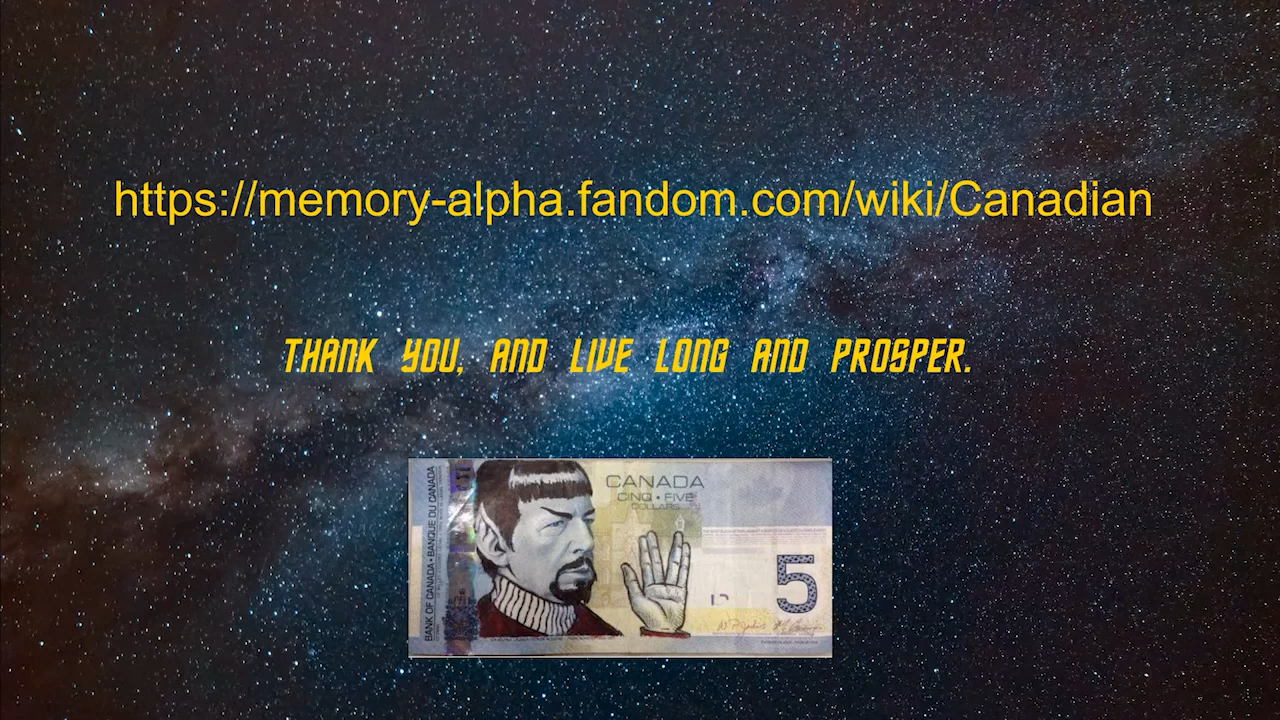 https://memory-alpha.fandom.com/wiki/Canadian
THANK YOU, AND LIVE LONG AND PROSPER.
CANADA
CINQ • FIVE
DOLLARS
BANK OF CANADA • BANQUE DU CANADA
5